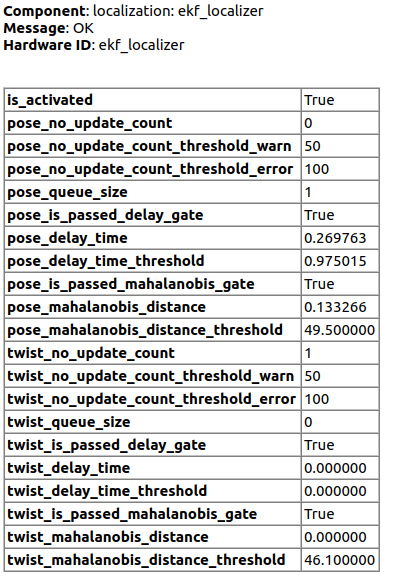 Component: localization: ekf_localizer
Message: OK
Hardware ID: ekf_localizer
is_activated True
pose_no_update_count 0
pose_no_update_count_threshold_warn 50
pose_no_update_count_threshold_error 100
pose_queue_size 1
pose_is_passed_delay_gate True
pose_delay_time 0.269763
pose_delay_time_threshold 0.975015
pose_is_passed_mahalanobis_gate True
pose_mahalanobis_distance 0.133266
pose_mahalanobis_distance_threshold 49.500000
twist_no_update_count 1
twist_no_update_count_threshold_warn 50
twist_no_update_count_threshold_error 100
twist_queue_size 0
twist_is_passed_delay_gate True
twist_delay_time 0.000000
twist_delay_time_threshold 0.000000
twist_is_passed_mahalanobis_gate True
twist_mahalanobis_distance 0.000000
twist_mahalanobis_distance_threshold 46.100000